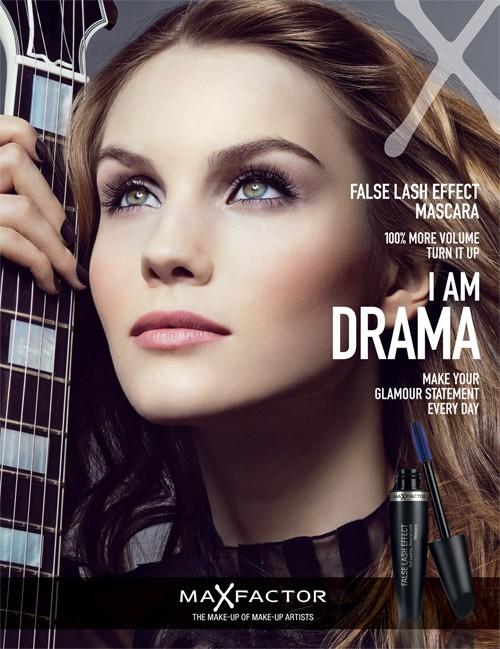 FALSE LASH EFFECT
MASCARA
100% MORE VOLUME
TURN IT UP
I AM
DRAMA
MAKE YOUR
GLAMOUR STATEMENT
EVERY DAY
MAXFACTOR
FALSE LASH EFFECT
MAXFACTOR
THE MAKE-UP OF MAKE-UP ARTISTS